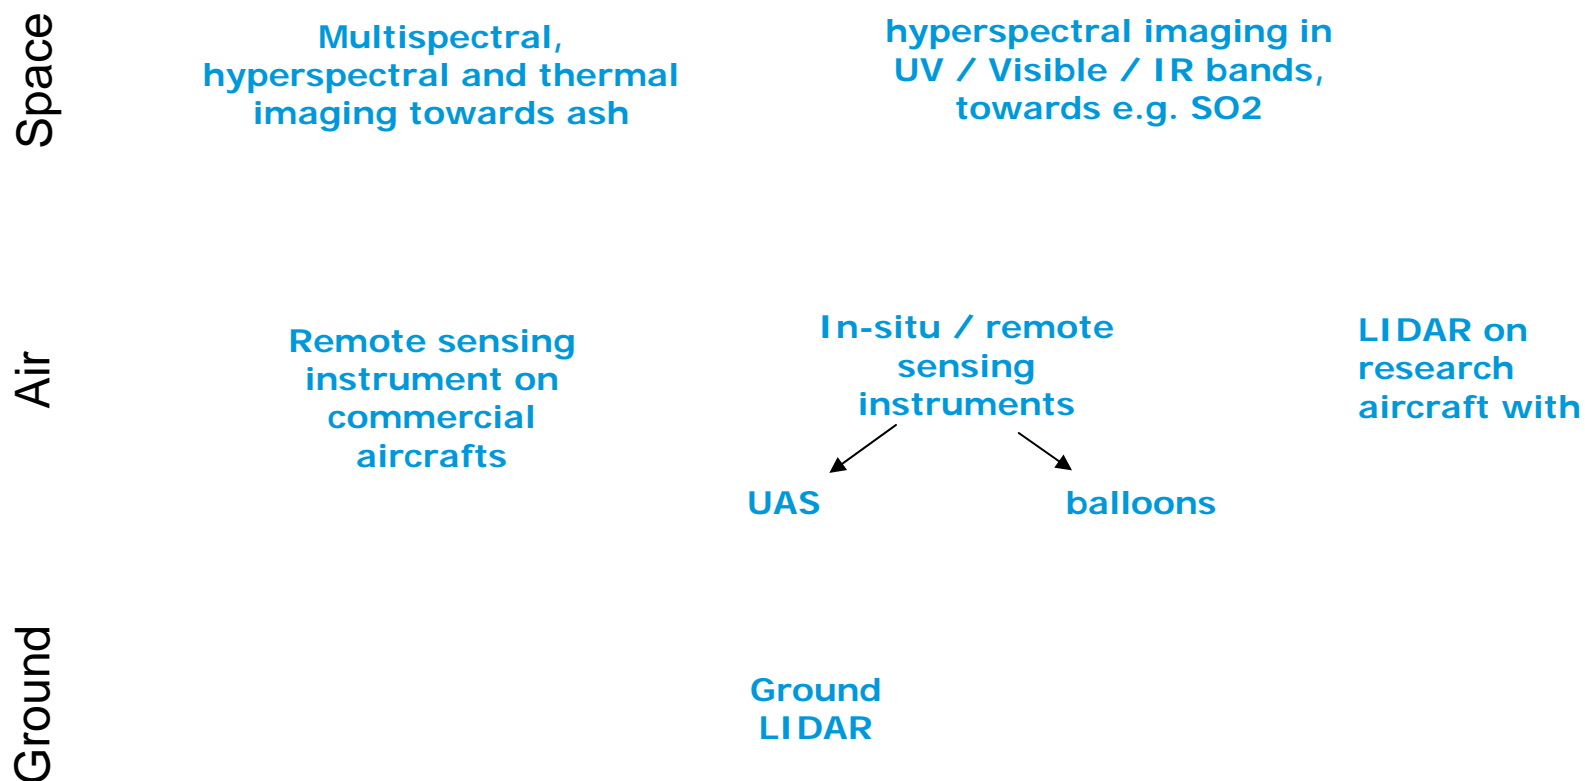 Space
Multispectral,
hyperspectral and thermal
imaging towards ash
hyperspectral imaging in
UV / Visible / IR bands,
towards e.g. SO2
Air
Remote sensing
instrument on
commercial
aircrafts
In-situ / remote
sensing
instruments
UAS
balloons
LIDAR on
research
aircraft with
Ground
Ground
LIDAR